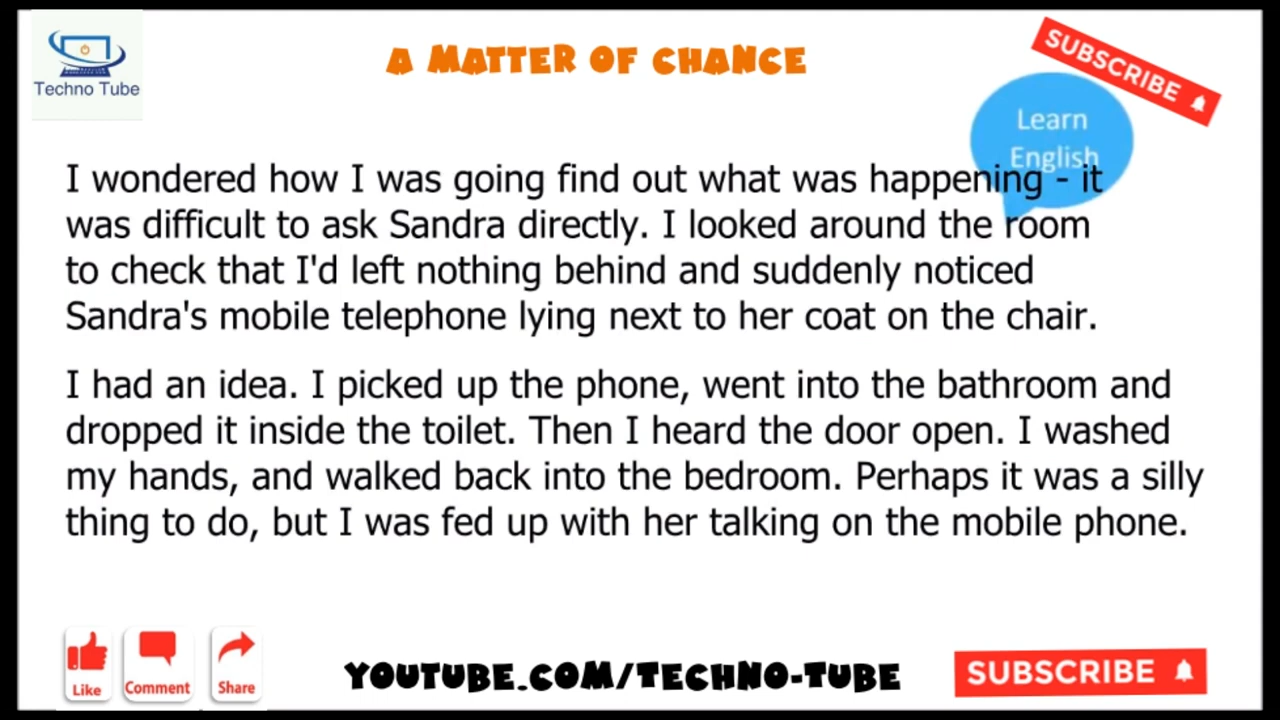 Techno Tube
A MATTER OF CHANCE
SUBSCRIBE
Learn
English
I wondered how I was going find out what was happening - it
was difficult to ask Sandra directly. I looked around the room
to check that I'd left nothing behind and suddenly noticed
Sandra's mobile telephone lying next to her coat on the chair.
I had an idea. I picked up the phone, went into the bathroom and
dropped it inside the toilet. Then I heard the door open. I washed
my hands, and walked back into the bedroom. Perhaps it was a silly
thing to do, but I was fed up with her talking on the mobile phone.
Like
Comment
Share
YOUTUBE.COM/TECHNO-TUBE
SUBSCRIBE